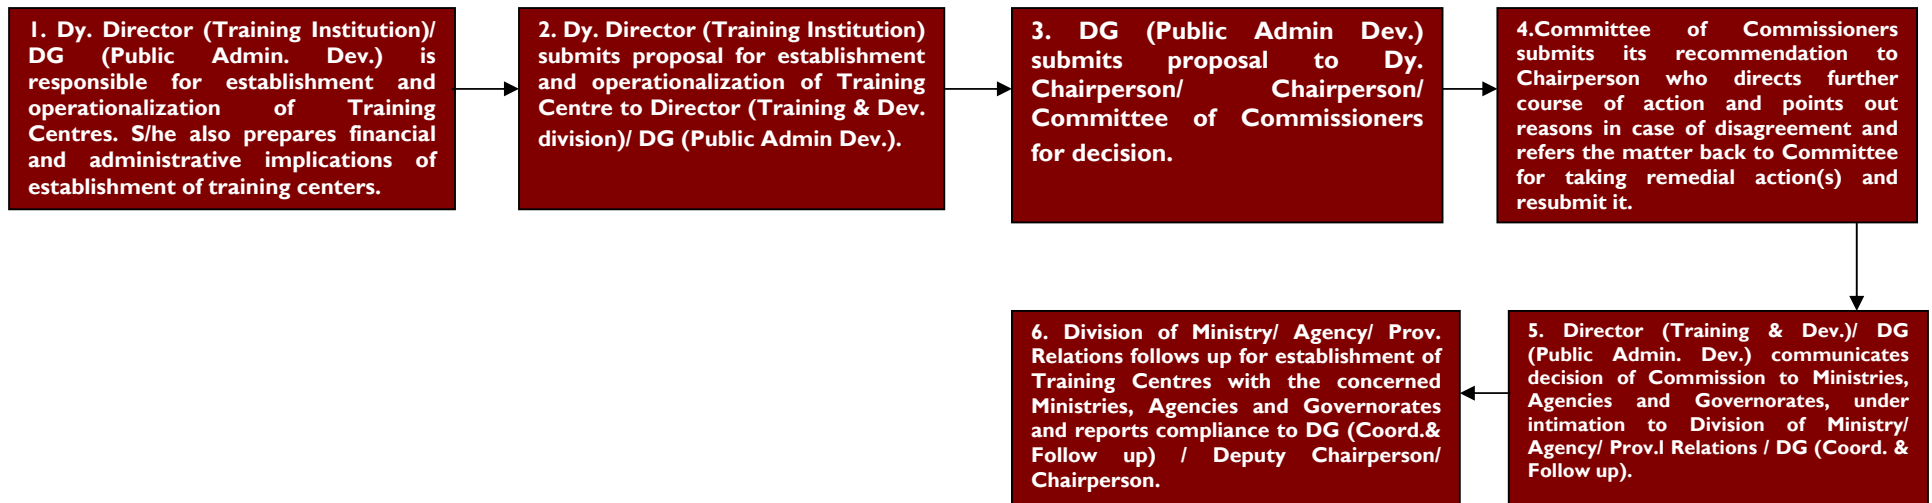 1. Dy. Director (Training Institution)/
DG (Public Admin. Dev.) is
responsible for establishment and
operationalization of Training
Centres. S/he also prepares financial
and administrative implications of
establishment of training centers.
2. Dy. Director (Training Institution)
submits proposal for establishment
and operationalization of Training
Centre to Director (Training & Dev.
division)/ DG (Public Admin Dev.).
3. DG (Public Admin Dev.)
submits proposal to Dy.
Chairperson/ Chairperson/
Committee of Commissioners
for decision.
4.Committee of Commissioners
submits its recommendation to
Chairperson who directs further
course of action and points out
reasons in case of disagreement and
refers the matter back to Committee
for taking remedial action(s) and
resubmit it.
5. Director (Training & Dev.)/ DG
(Public Admin. Dev.) communicates
decision of Commission to Ministries,
Agencies and Governorates, under
intimation to Division of Ministry/
Agency/ Prov.l Relations / DG (Coord. &
Follow up).
6. Division of Ministry/ Agency/ Prov.
Relations follows up for establishment of
Training Centres with the concerned
Ministries, Agencies and Governorates
and reports compliance to DG (Coord.&
Follow up) / Deputy Chairperson/
Chairperson.